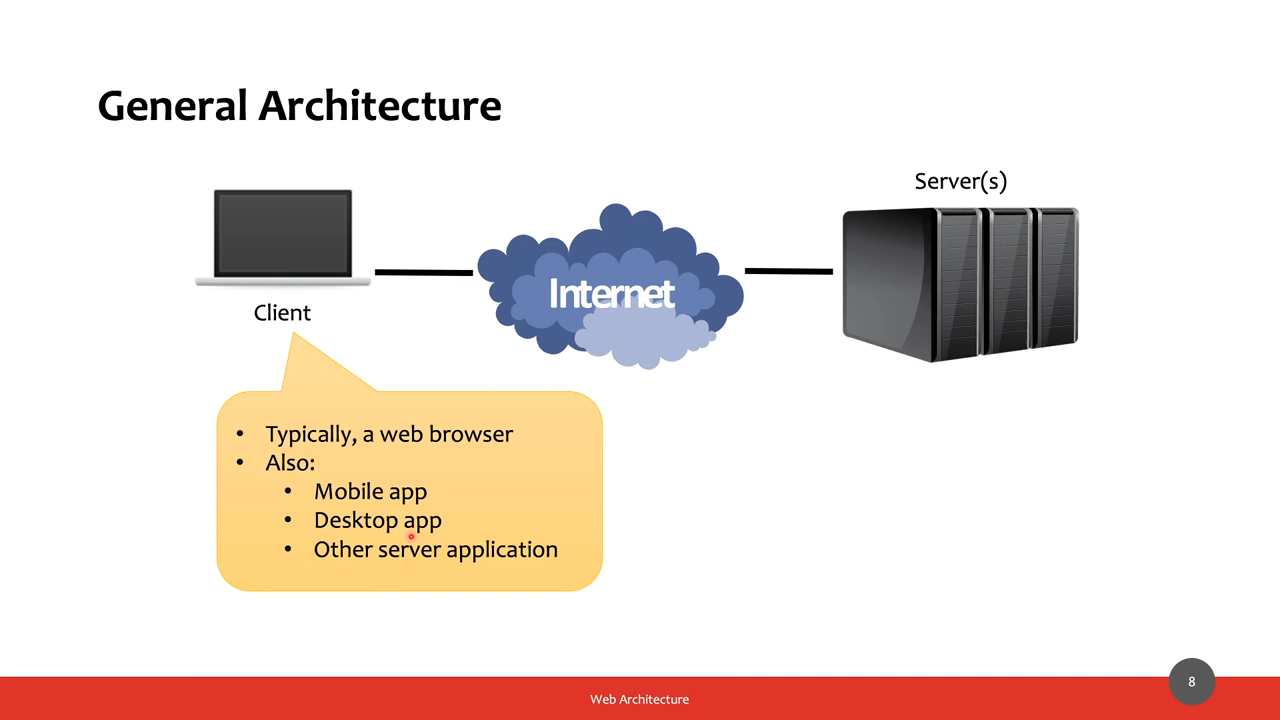 General Architecture
Server(s)
Internet
Client
• Typically, a web browser
• Also:
• Mobile app
• Desktop app
• Other server application
Web Architecture
8